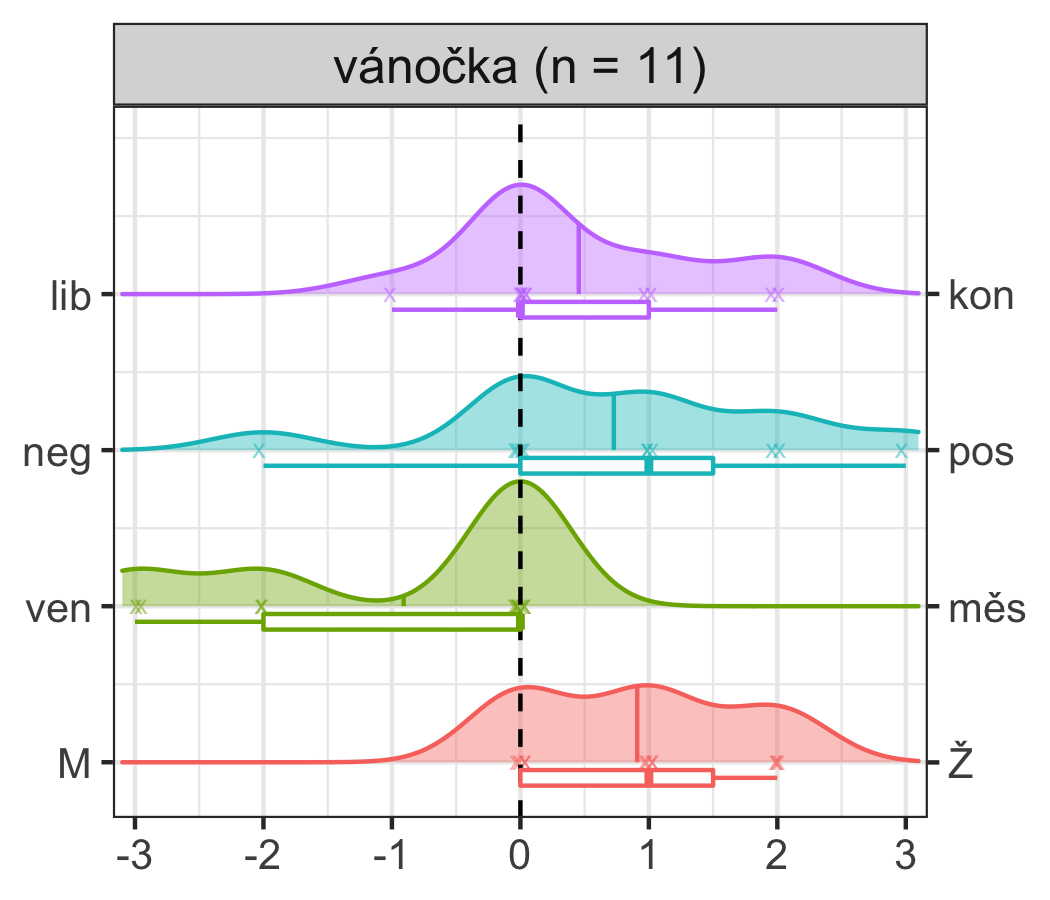 vánočka (n = 11)
lib kon
neg pos
ven měs
M Ž
-3 -2 -1 0 1 2 3